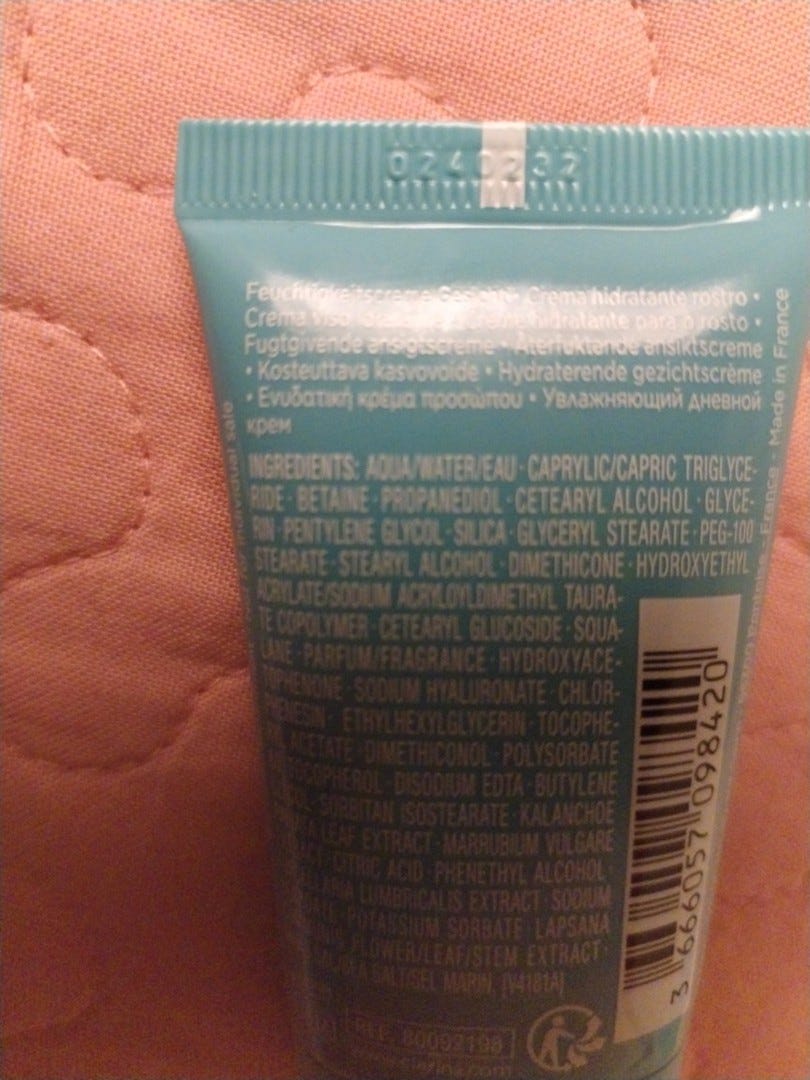 0240232
Feuchtigkeitscreme Gesicht • Crema hidratante rostro •
Crema viso hidratante para o rosto •
Fugtgivende ansigtscreme • Återfuktande ansiktscreme
• Kosteuttava kasvovoide • Hydraterende gezichtscrème
• Ενυδατική κρέμα προσώπου • Увлажняющий дневной
крем
INGREDIENTS: AQUA/WATER/EAU • CAPRYLIC/CAPRIC TRIGLYCE-
RIDE • BETAINE • PROPANEDIOL • CETEARYL ALCOHOL • GLYCE-
RIN • PENTYLENE GLYCOL • SILICA • GLYCERYL STEARATE • PEG-100
STEARATE • STEARYL ALCOHOL • DIMETHICONE • HYDROXYETHYL
ACRYLATE/SODIUM ACRYLOYLDIMETHYL TAURA-
TE COPOLYMER • CETEARYL GLUCOSIDE • SQUA-
LANE • PARFUM/FRAGRANCE • HYDROXYACE-
TOPHENONE • SODIUM HYALURONATE • CHLOR-
PHENESIN • ETHYLHEXYLGLYCERIN • TOCOPHE-
ACETATE • DIMETHICONOL • POLYSORBATE
TOCOPHEROL • DISODIUM EDTA • BUTYLENE
SORBITAN ISOSTEARATE • KALANCHOE
LEAF EXTRACT • MARRUBIUM VULGARE
CITRIC ACID • PHENETHYL ALCOHOL •
LUMBRICALIS EXTRACT • SODIUM
POTASSIUM SORBATE • LAPSANA
FLOWER/LEAF/STEM EXTRACT •
SEA SALT/SEL MARIN. [V4181A]
REF. 80092198
sale
France - Made in France
3 666057 098420